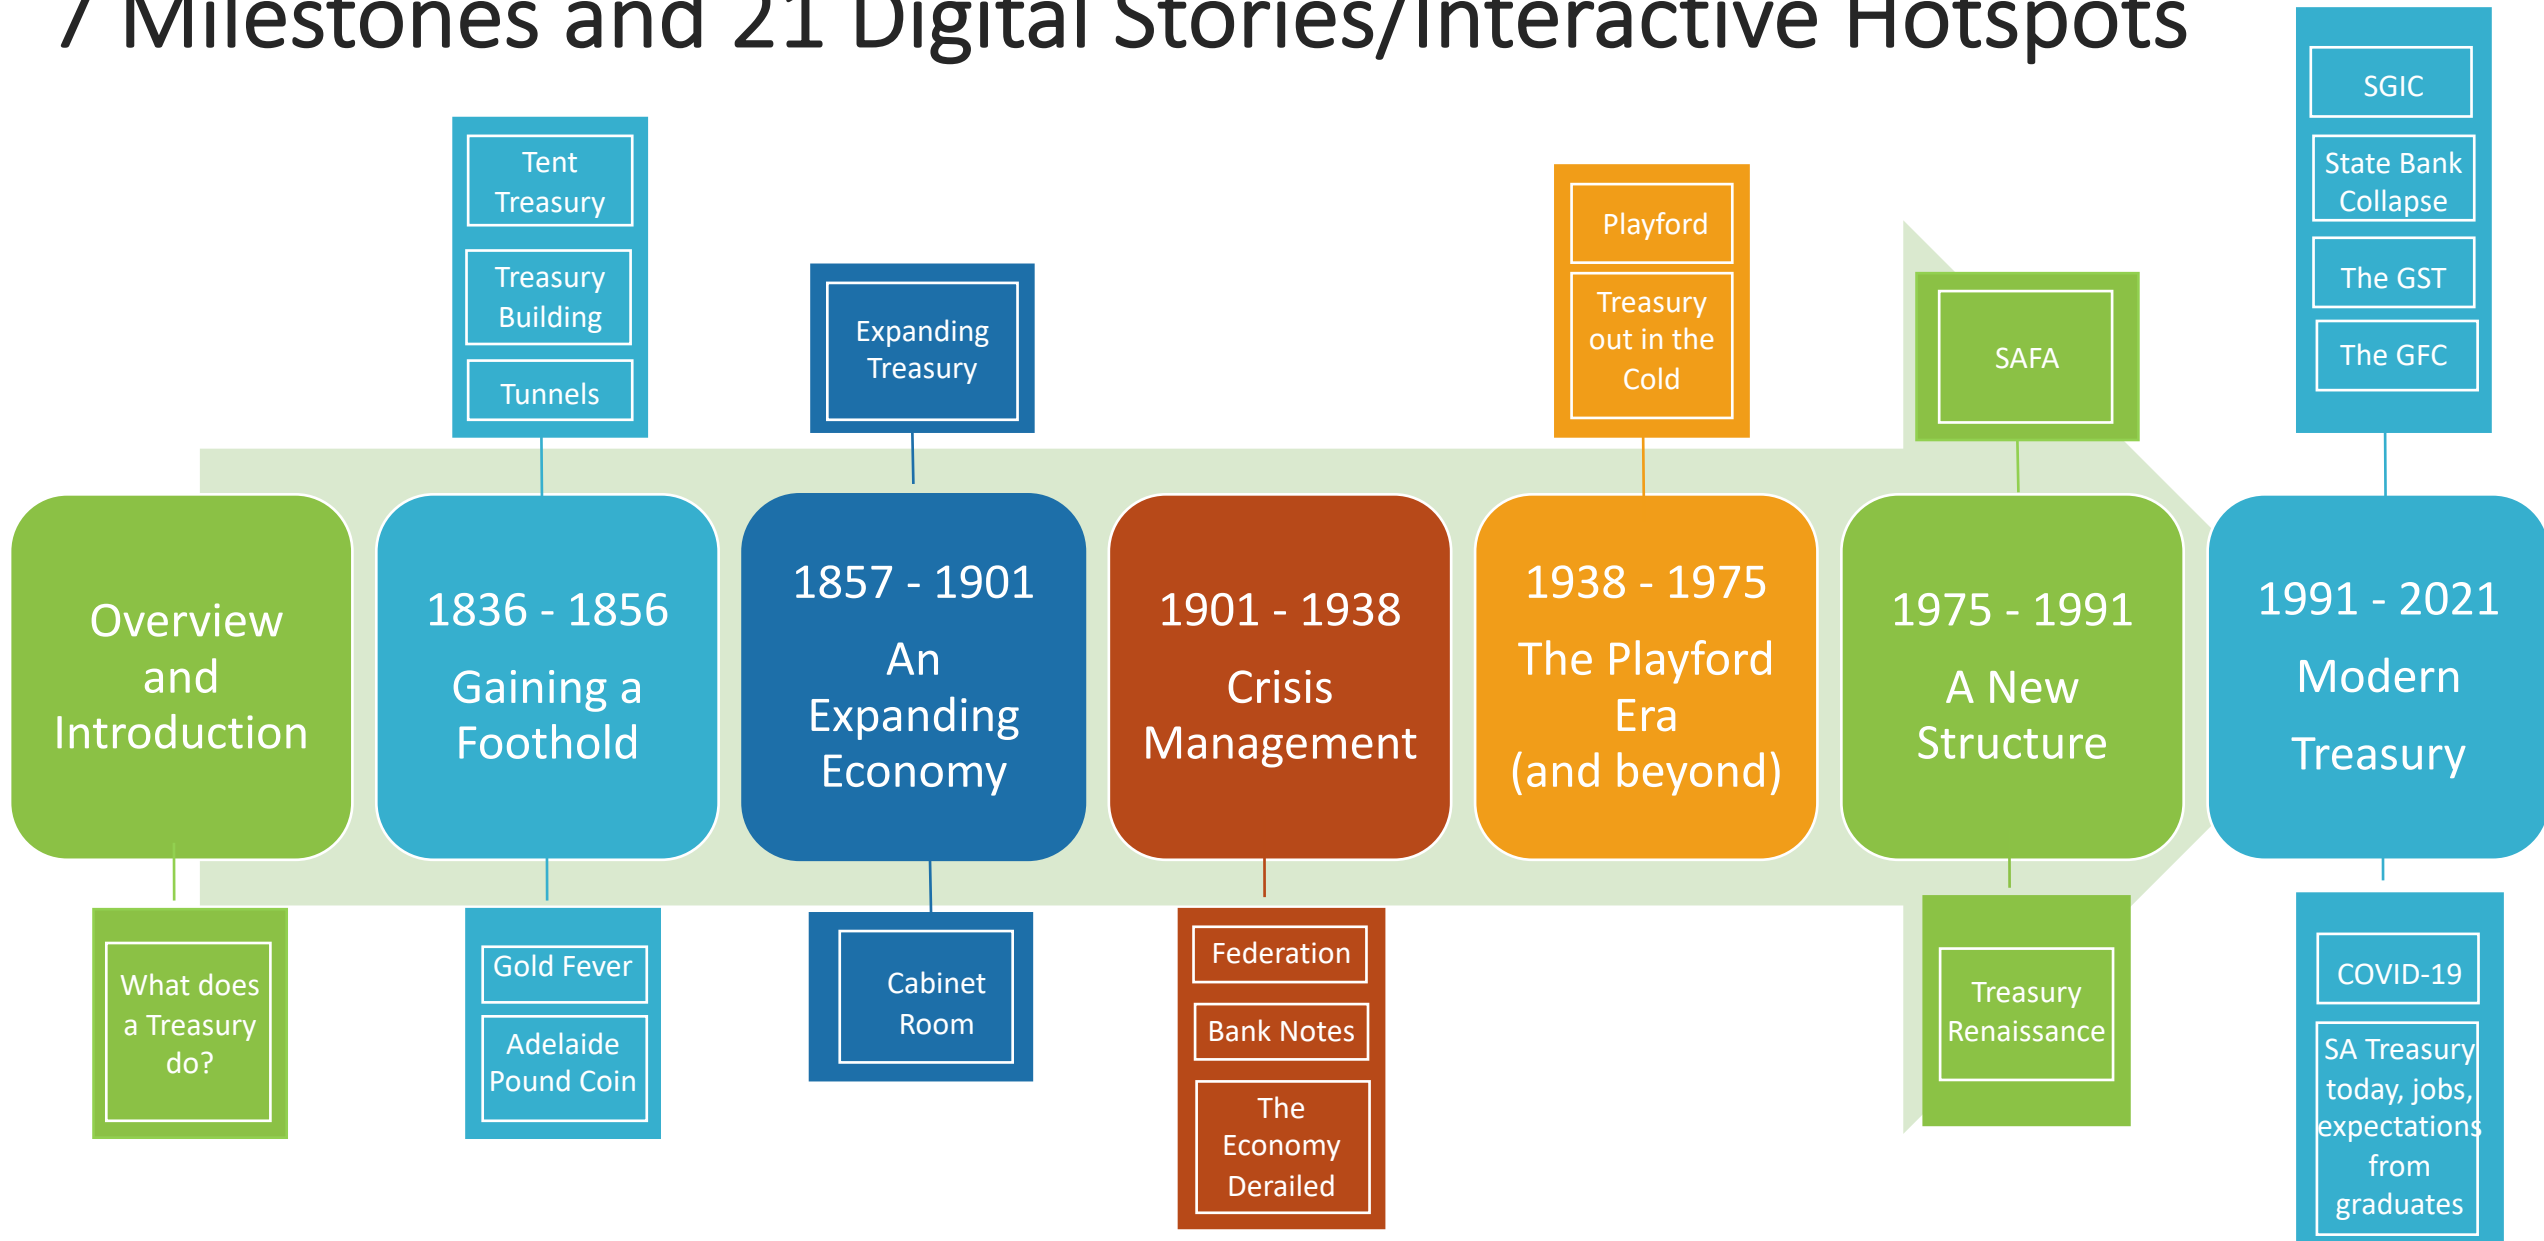 7 Milestones and 21 Digital Stories/Interactive Hotspots
SGIC
State Bank
Collapse
The GST
The GFC
Tent
Treasury
Treasury
Building
Tunnels
Expanding
Treasury
Playford
Treasury
out in the
Cold
SAFA
Overview
and
Introduction
1836 - 1856
Gaining a
Foothold
1857 - 1901
An
Expanding
Economy
1901 - 1938
Crisis
Management
1938 - 1975
The Playford
Era
(and beyond)
1975 - 1991
A New
Structure
1991 - 2021
Modern
Treasury
What does
a Treasury
do?
Gold Fever
Adelaide
Pound Coin
Cabinet
Room
Federation
Bank Notes
The
Economy
Derailed
Treasury
Renaissance
COVID-19
SA Treasury
today, jobs,
expectations
from
graduates